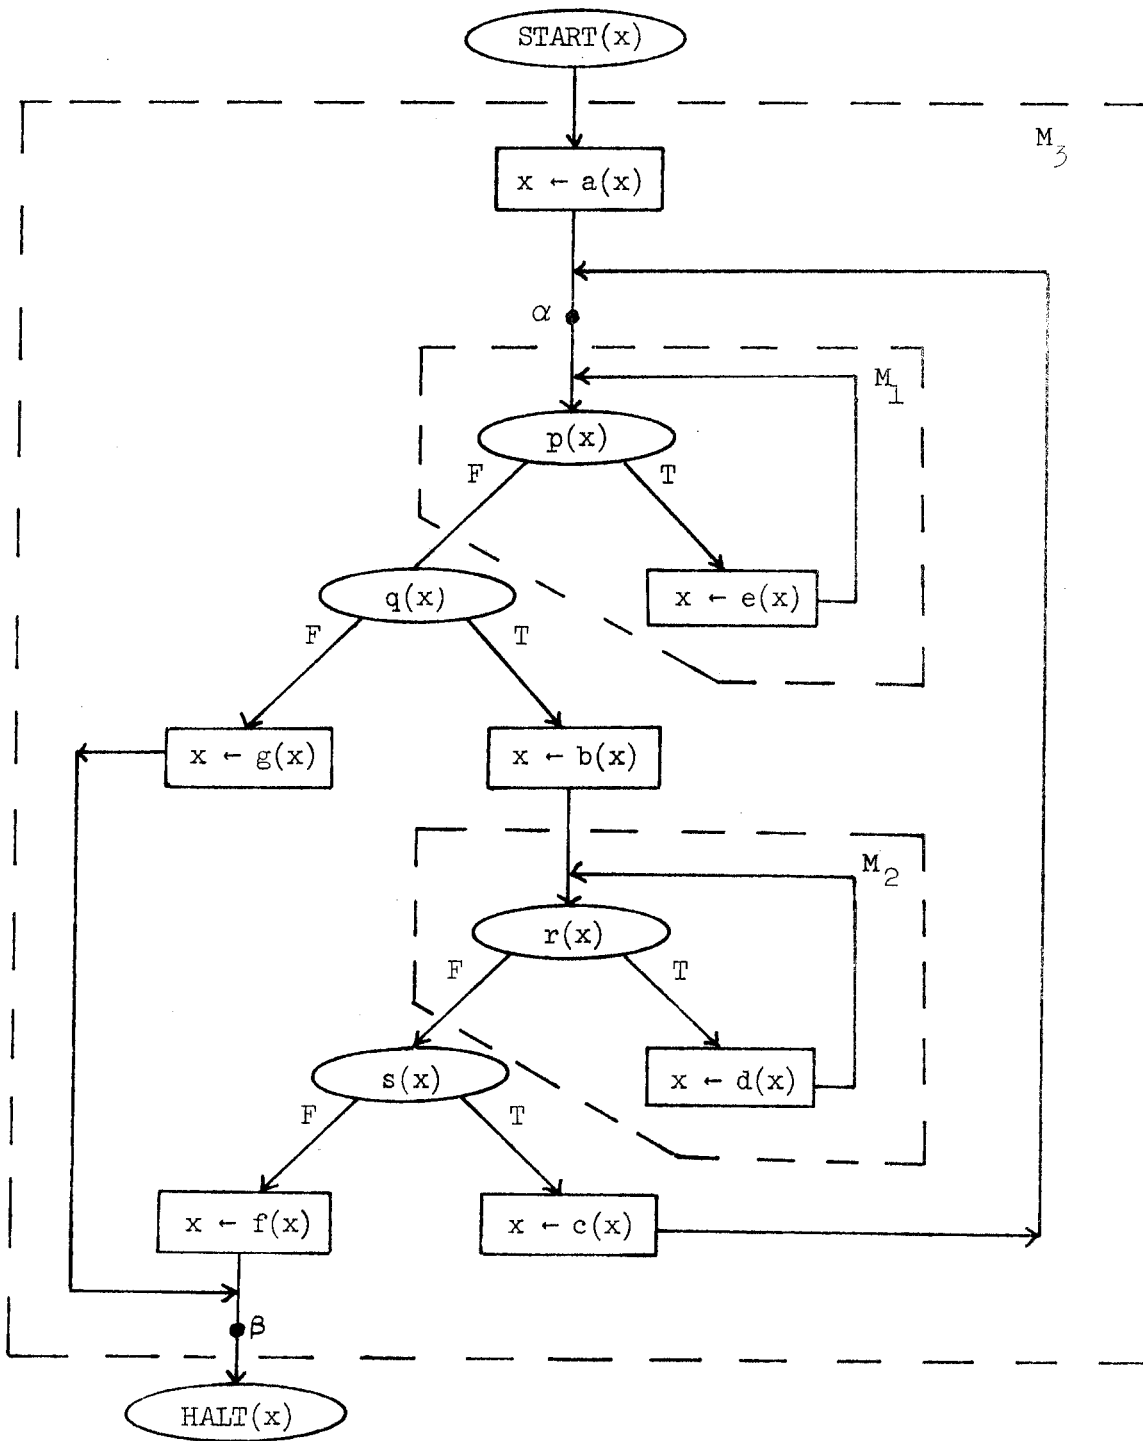 START(x)
M3
x ← a(x)
α
M1
p(x)
F
T
x ← e(x)
q(x)
F
T
x ← g(x)
x ← b(x)
M2
r(x)
F
T
x ← d(x)
s(x)
F
T
x ← f(x)
x ← c(x)
β
HALT(x)